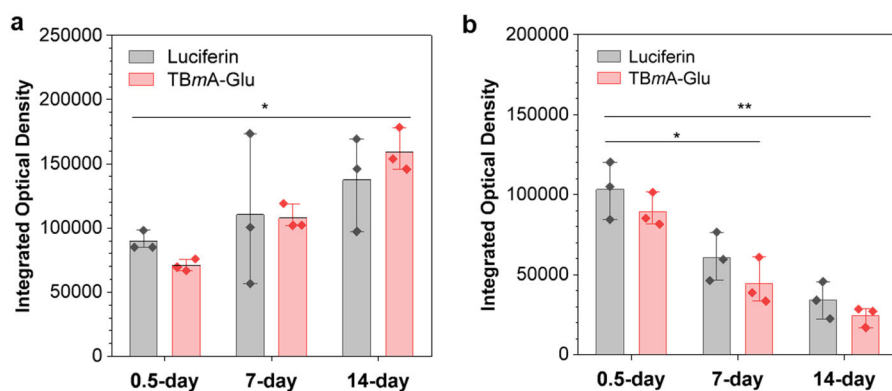 a
Integrated Optical Density
250000
200000
150000
100000
50000
0
Luciferin
TBmA-Glu
*
0.5-day 7-day 14-day
b
Integrated Optical Density
200000
150000
100000
50000
0
Luciferin
TBmA-Glu
**
*
0.5-day 7-day 14-day